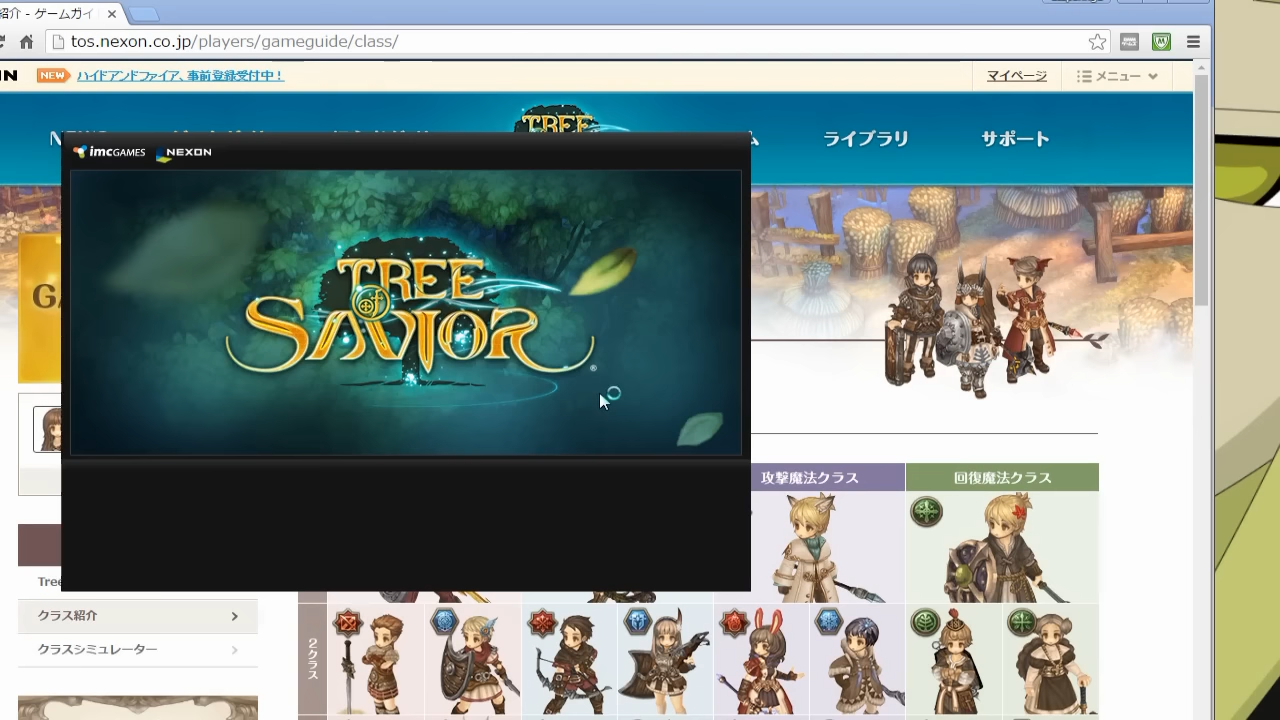 紹介 - ゲームガイド
tos.nexon.co.jp/players/gameguide/class/
NEW ハイドアンドファイア、事前登録受付中！
マイページ
メニュー
TREE
ライブラリ
サポート
imcGAMES NEXON
TREE
of
SAVIOR
®
攻撃魔法クラス
回復魔法クラス
Tree
クラス紹介
クラスシミュレーター
2クラス